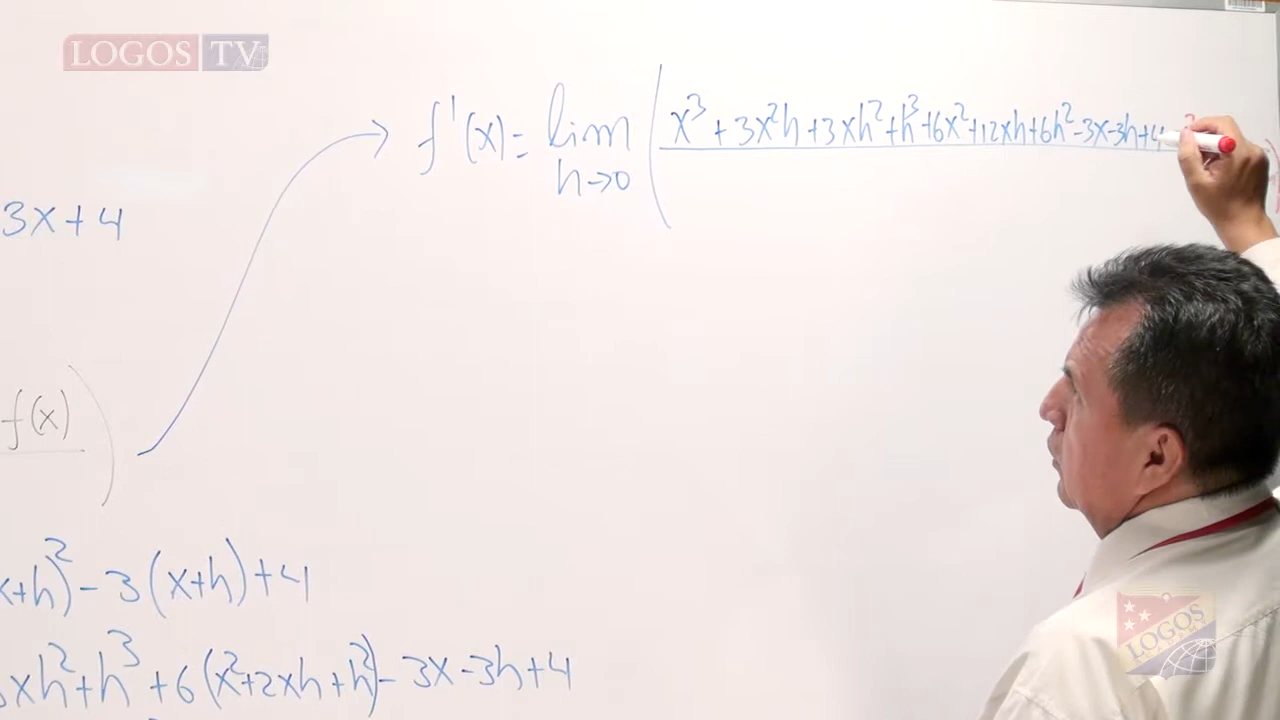 LOGOS TV
f'(x) = lim h→0 ( x³ + 3x²h + 3xh² + h³ + 6x² + 12xh + 6h² - 3x - 3h + 4
3x + 4
f(x) )
x+h)² - 3(x+h) + 4
xh² + h³ + 6(x² + 2xh + h²) - 3x - 3h + 4
LOGOS